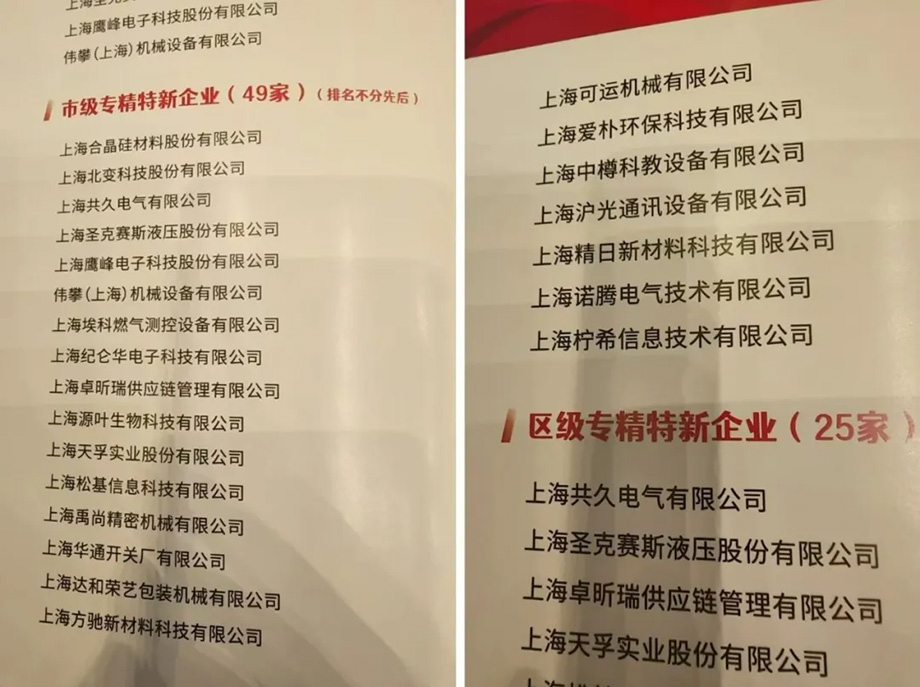 上海鹰峰电子科技股份有限公司
伟攀(上海)机械设备有限公司
市级专精特新企业(49家)(排名不分先后)
上海合晶硅材料股份有限公司
上海北变科技股份有限公司
上海共久电气有限公司
上海圣克赛斯液压股份有限公司
上海鹰峰电子科技股份有限公司
伟攀(上海)机械设备有限公司
上海埃科燃气测控设备有限公司
上海纪仑华电子科技有限公司
上海卓昕瑞供应链管理有限公司
上海源叶生物科技有限公司
上海天孚实业股份有限公司
上海松基信息科技有限公司
上海禹尚精密机械有限公司
上海华通开关厂有限公司
上海达和荣艺包装机械有限公司
上海方驰新材料科技有限公司
上海可运机械有限公司
上海爱朴环保科技有限公司
上海中樽科教设备有限公司
上海沪光通讯设备有限公司
上海精日新材料科技有限公司
上海诺腾电气技术有限公司
上海柠希信息技术有限公司
区级专精特新企业(25家)
上海共久电气有限公司
上海圣克赛斯液压股份有限公司
上海卓昕瑞供应链管理有限公司
上海天孚实业股份有限公司